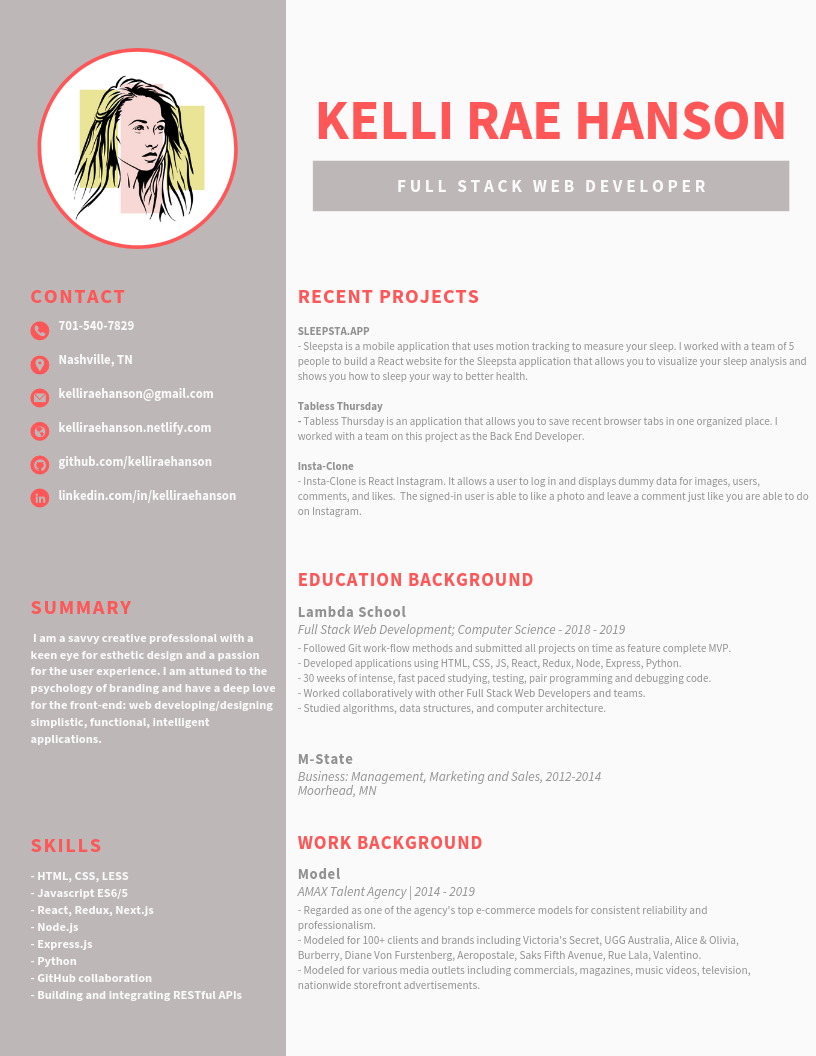 KELLI RAE HANSON
FULL STACK WEB DEVELOPER
CONTACT
701-540-7829
Nashville, TN
kelliraehanson@gmail.com
kelliraehanson.netlify.com
github.com/kelliraehanson
linkedin.com/in/kelliraehanson
SUMMARY
I am a savvy creative professional with a
keen eye for esthetic design and a passion
for the user experience. I am attuned to the
psychology of branding and have a deep love
for the front-end: web developing/designing
simplistic, functional, intelligent
applications.
SKILLS
- HTML, CSS, LESS
- Javascript ES6/5
- React, Redux, Next.js
- Node.js
- Express.js
- Python
- GitHub collaboration
- Building and integrating RESTful APIs
RECENT PROJECTS
SLEEPSTA.APP
- Sleepsta is a mobile application that uses motion tracking to measure your sleep. I worked with a team of 5
people to build a React website for the Sleepsta application that allows you to visualize your sleep analysis and
shows you how to sleep your way to better health.
Tabless Thursday
- Tabless Thursday is an application that allows you to save recent browser tabs in one organized place. I
worked with a team on this project as the Back End Developer.
Insta-Clone
- Insta-Clone is React Instagram. It allows a user to log in and displays dummy data for images, users,
comments, and likes.  The signed-in user is able to like a photo and leave a comment just like you are able to do
on Instagram.
EDUCATION BACKGROUND
Lambda School
Full Stack Web Development; Computer Science - 2018 - 2019
- Followed Git work-flow methods and submitted all projects on time as feature complete MVP.
- Developed applications using HTML, CSS, JS, React, Redux, Node, Express, Python.
- 30 weeks of intense, fast paced studying, testing, pair programming and debugging code.
- Worked collaboratively with other Full Stack Web Developers and teams.
- Studied algorithms, data structures, and computer architecture.
M-State
Business: Management, Marketing and Sales, 2012-2014
Moorhead, MN
WORK BACKGROUND
Model
AMAX Talent Agency | 2014 - 2019
- Regarded as one of the agency's top e-commerce models for consistent reliability and
professionalism.
- Modeled for 100+ clients and brands including Victoria's Secret, UGG Australia, Alice & Olivia,
Burberry, Diane Von Furstenberg, Aeropostale, Saks Fifth Avenue, Rue Lala, Valentino.
- Modeled for various media outlets including commercials, magazines, music videos, television,
nationwide storefront advertisements.